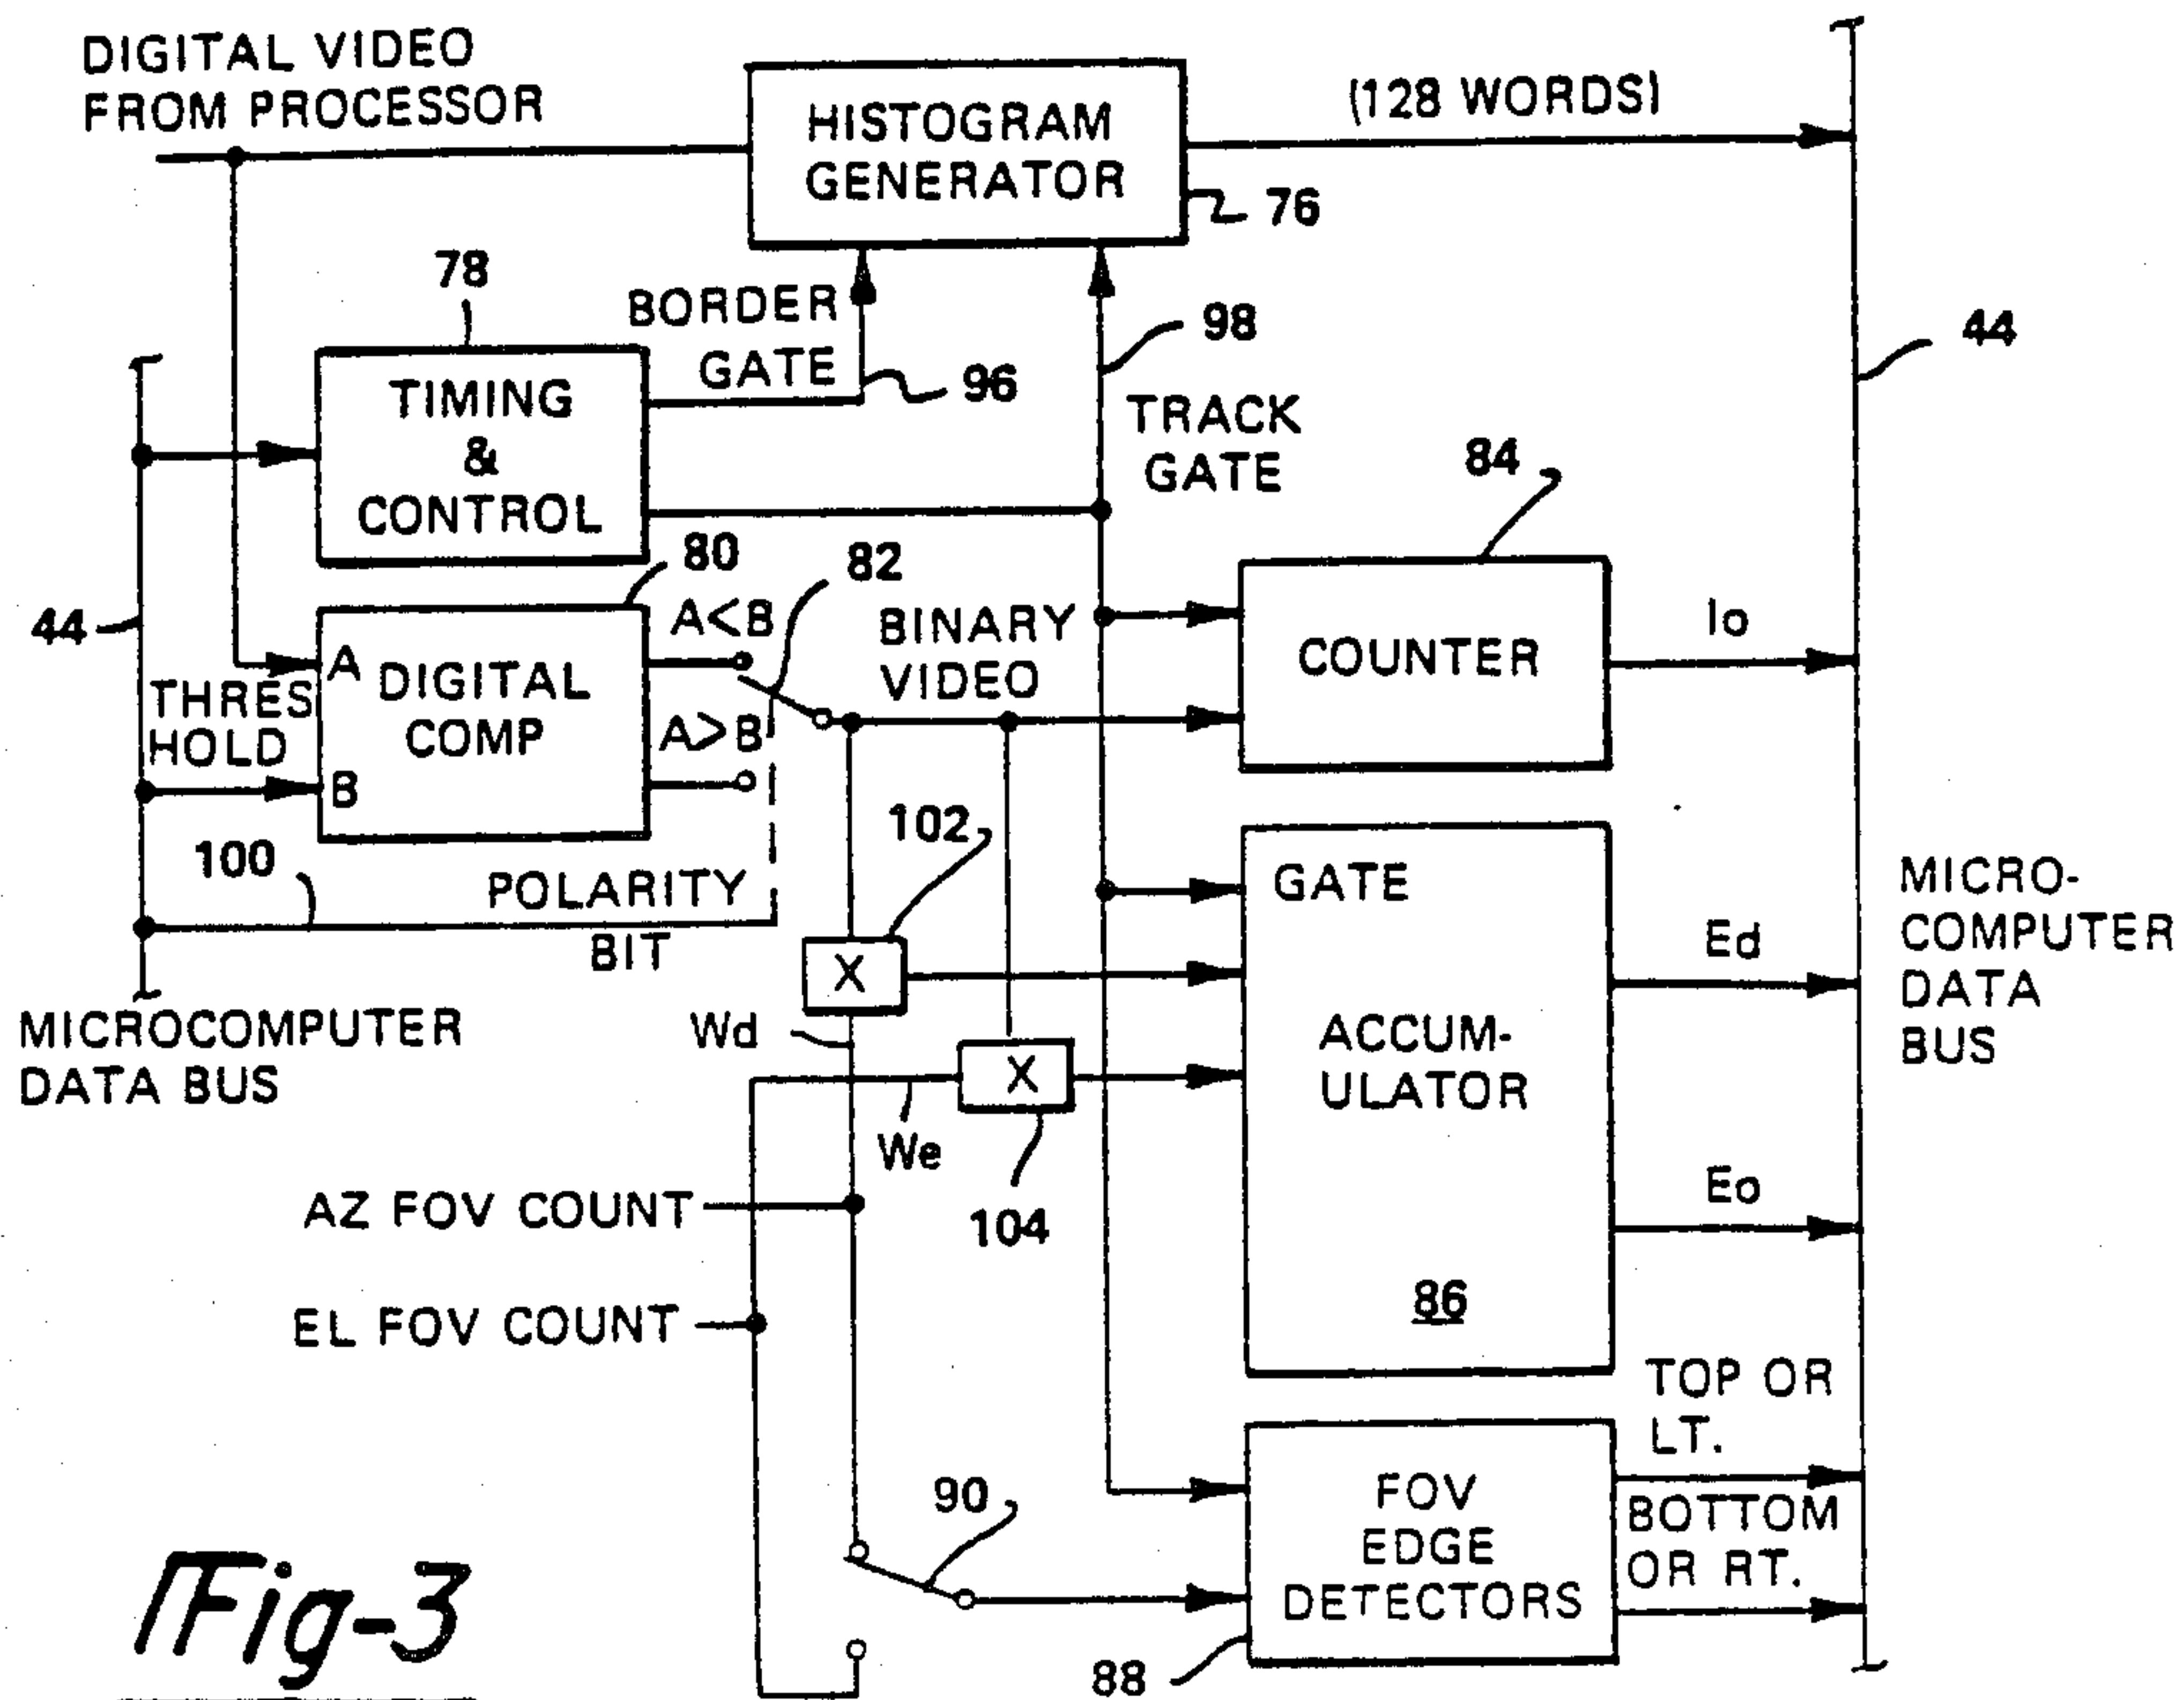 DIGITAL VIDEO
FROM PROCESSOR
HISTOGRAM
GENERATOR
(128 WORDS)
76
78
BORDER
GATE
96
98
44
TIMING
&
CONTROL
TRACK
GATE
84
80
82
44
A<B
BINARY
VIDEO
COUNTER
Io
A
DIGITAL
COMP
THRES
HOLD
A>B
B
100
POLARITY
BIT
102
GATE
MICRO-
COMPUTER
DATA
BUS
X
Ed
MICROCOMPUTER
DATA BUS
Wd
X
ACCUM-
ULATOR
We
AZ FOV COUNT
104
Eo
EL FOV COUNT
86
TOP OR
LT.
90
FOV
EDGE
DETECTORS
BOTTOM
OR RT.
88
Fig-3